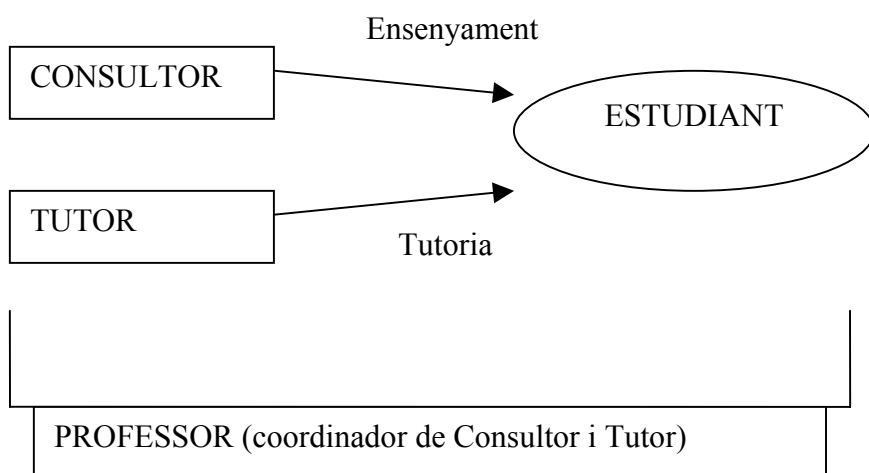 Ensenyament
CONSULTOR
ESTUDIANT
TUTOR
Tutoria
PROFESSOR (coordinador de Consultor i Tutor)